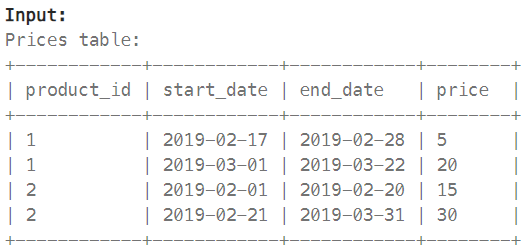 Input:
Prices table:
+------------+------------+------------+--------+
| product_id | start_date | end_date   | price  |
+------------+------------+------------+--------+
| 1          | 2019-02-17 | 2019-02-28 | 5      |
| 1          | 2019-03-01 | 2019-03-22 | 20     |
| 2          | 2019-02-01 | 2019-02-20 | 15     |
| 2          | 2019-02-21 | 2019-03-31 | 30     |
+------------+------------+------------+--------+